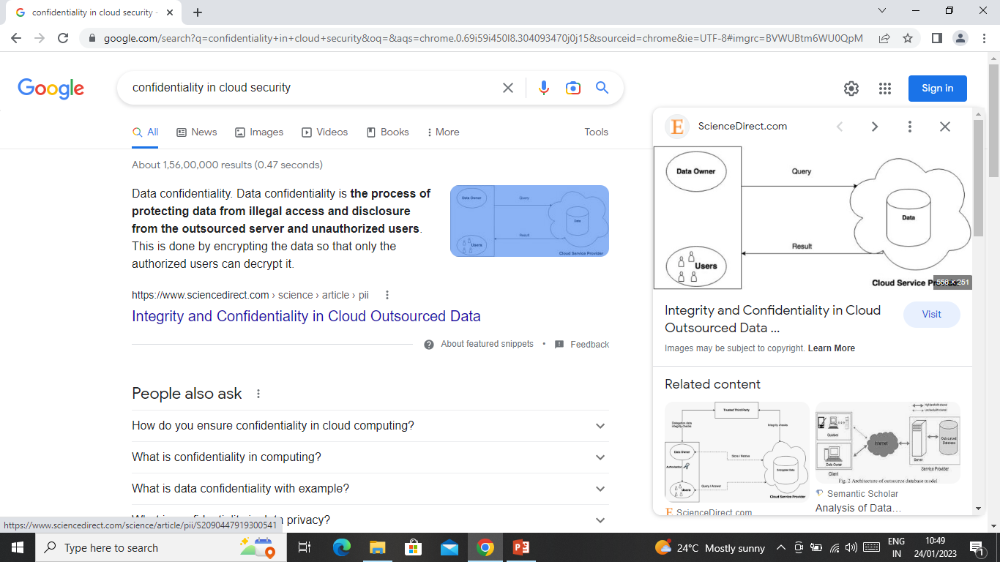 confidentiality in cloud security -
google.com/search?q=confidentiality+in+cloud+security&oq=&aqs=chrome.0.69i59i450l8.304093470j0j15&sourceid=chrome&ie=UTF-8#imgrc=BVWUBtm6WU0QpM
Google
confidentiality in cloud security
Sign in
All
News
Images
Videos
Books
More
Tools
About 1,56,00,000 results (0.47 seconds)
Data confidentiality. Data confidentiality is the process of
protecting data from illegal access and disclosure
from the outsourced server and unauthorized users.
This is done by encrypting the data so that only the
authorized users can decrypt it.
Data Owner
Query
Data
Result
Users
Cloud Service Provider
https://www.sciencedirect.com › science › article › pii
Integrity and Confidentiality in Cloud Outsourced Data
About featured snippets
•
Feedback
People also ask
How do you ensure confidentiality in cloud computing?
What is confidentiality in computing?
What is data confidentiality with example?
privacy?
https://www.sciencedirect.com/science/article/pii/S2090447919300541
E
ScienceDirect.com
Data Owner
Query
Data
Result
Users
Cloud Service
558 × 251
Integrity and Confidentiality in Cloud
Outsourced Data ...
Visit
Images may be subject to copyright. Learn More
Related content
Trusted Third Party
Delegation data
integrity checks
Integrity checks
Data Owner
Store / Retrive
Authorisation
Encrypted Data
Query / Answer
Users
Cloud Service Provider
E ScienceDirect.com
Queriers
Internet
Outsourced
Database
Data Owner
Server
Client
Service Provider
Fig. 2 Architecture of outsource database model
Semantic Scholar
Analysis of Data...
Type here to search
24°C Mostly sunny
ENG
IN
10:49
24/01/2023
1